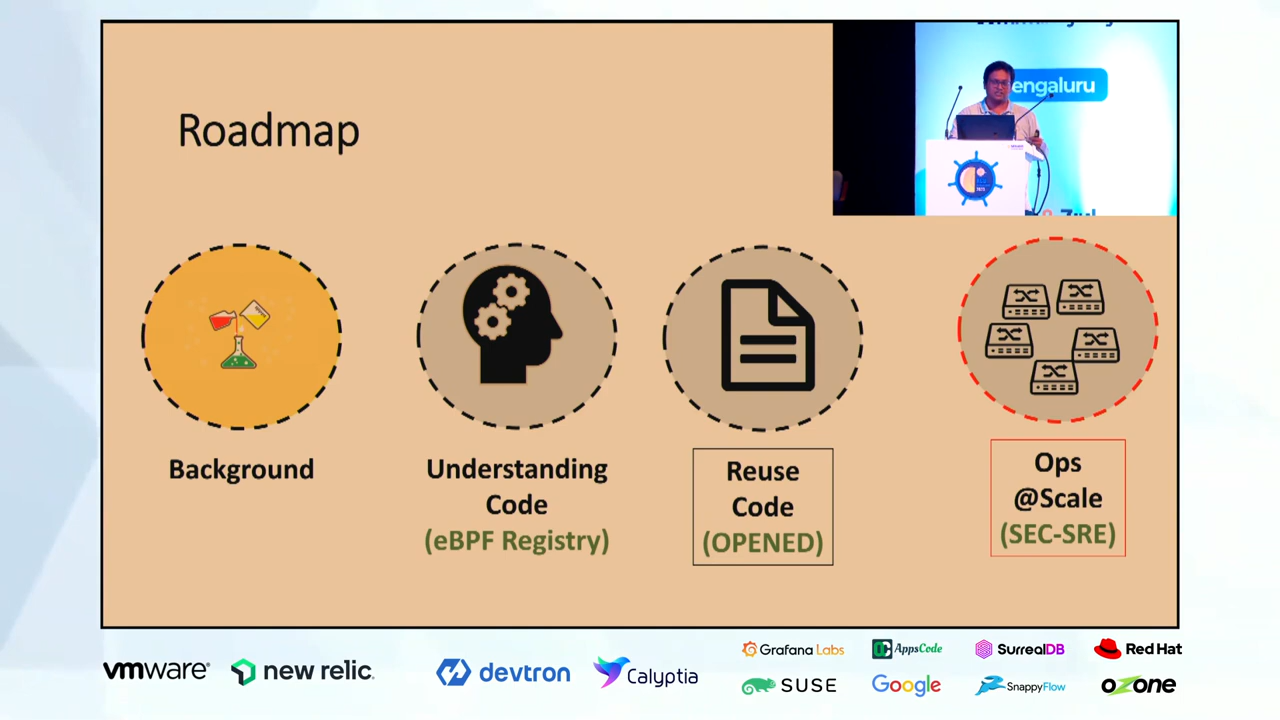 Roadmap
engaluru
Background
Understanding
Code
(eBPF Registry)
Reuse
Code
(OPENED)
Ops
@Scale
(SEC-SRE)
vmware®
new relic.
devtron
Calyptia
Grafana Labs
AppsCode
SurrealDB
Red Hat
SUSE
Google
SnappyFlow
ozone